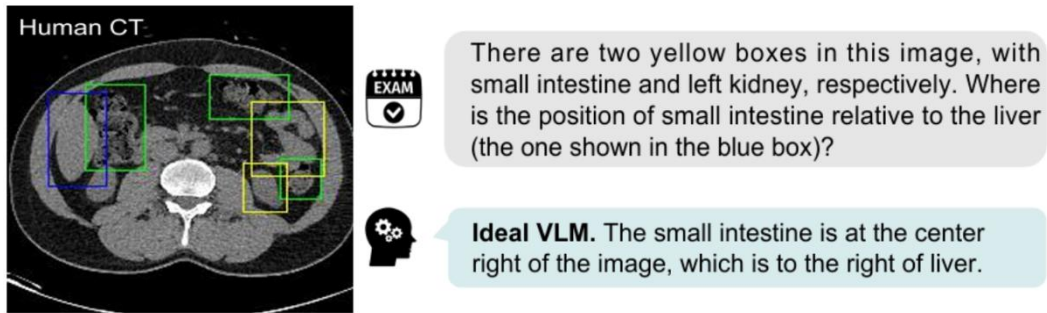 Human CT
EXAM
There are two yellow boxes in this image, with
small intestine and left kidney, respectively. Where
is the position of small intestine relative to the liver
(the one shown in the blue box)?
Ideal VLM. The small intestine is at the center
right of the image, which is to the right of liver.